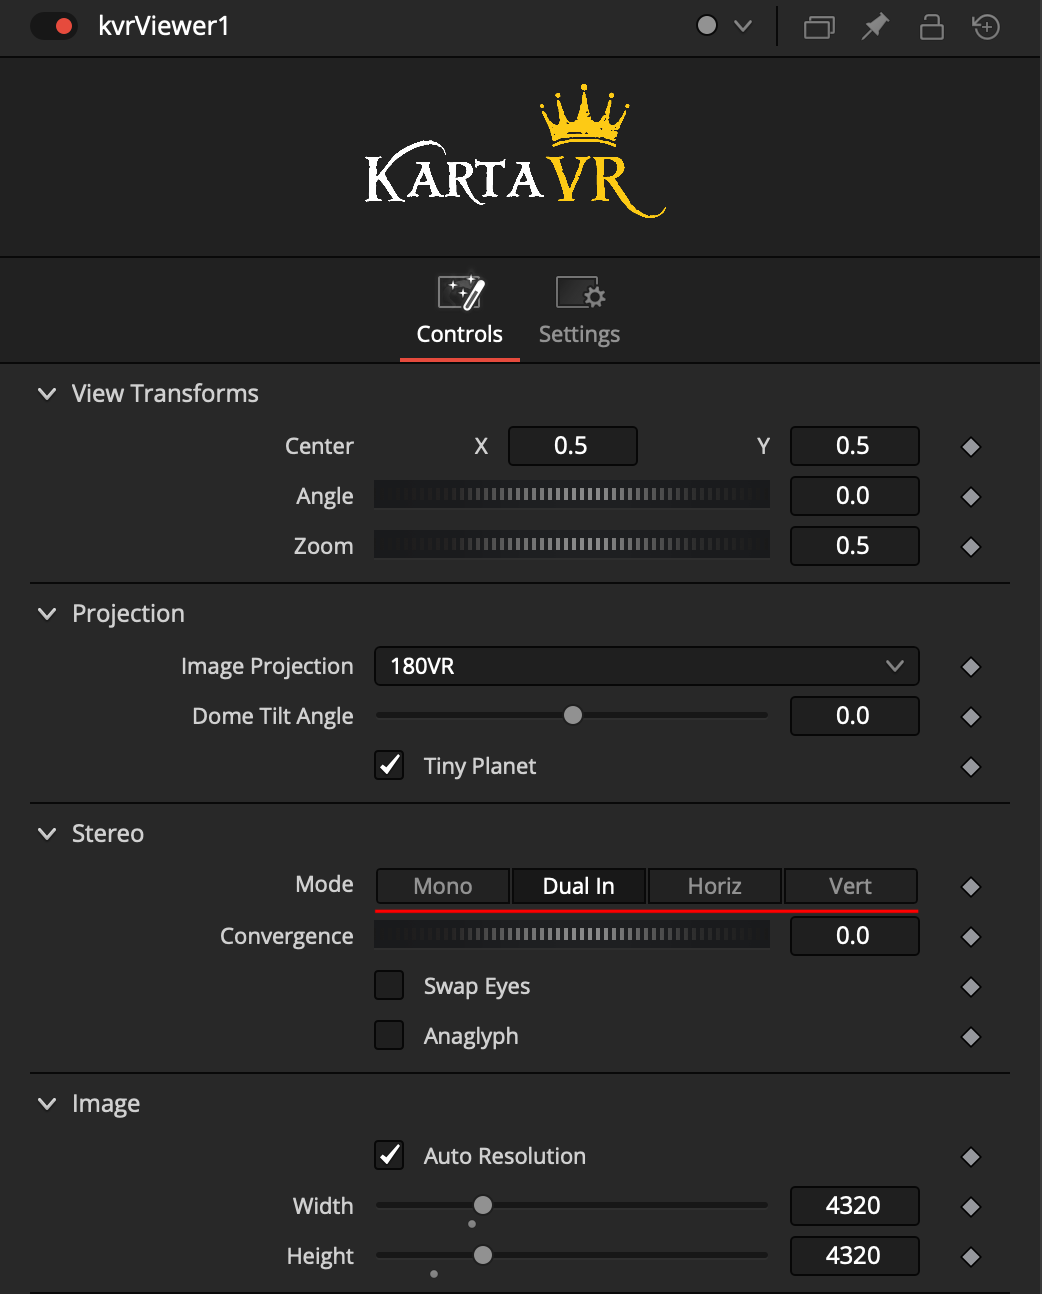 kvrViewer1
KARTAVR
Controls Settings
View Transforms
Center X 0.5 Y 0.5
Angle 0.0
Zoom 0.5
Projection
Image Projection 180VR
Dome Tilt Angle 0.0
Tiny Planet
Stereo
Mode Mono Dual In Horiz Vert
Convergence 0.0
Swap Eyes
Anaglyph
Image
Auto Resolution
Width 4320
Height 4320